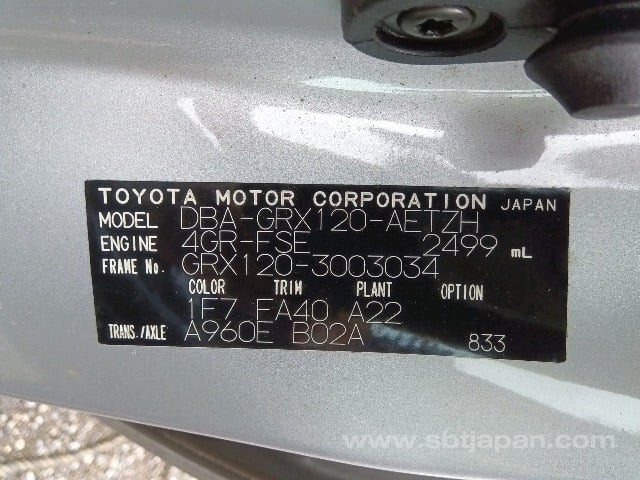 TOYOTA MOTOR CORPORATION JAPAN
MODEL DBA-GRX120-AETZH
ENGINE 4GR-FSE 2499 mL
FRAME No. GRX120-3003034
COLOR TRIM PLANT OPTION
1F7 FA40 A22
TRANS./AXLE A960E B02A 833
www.sbtjapan.com